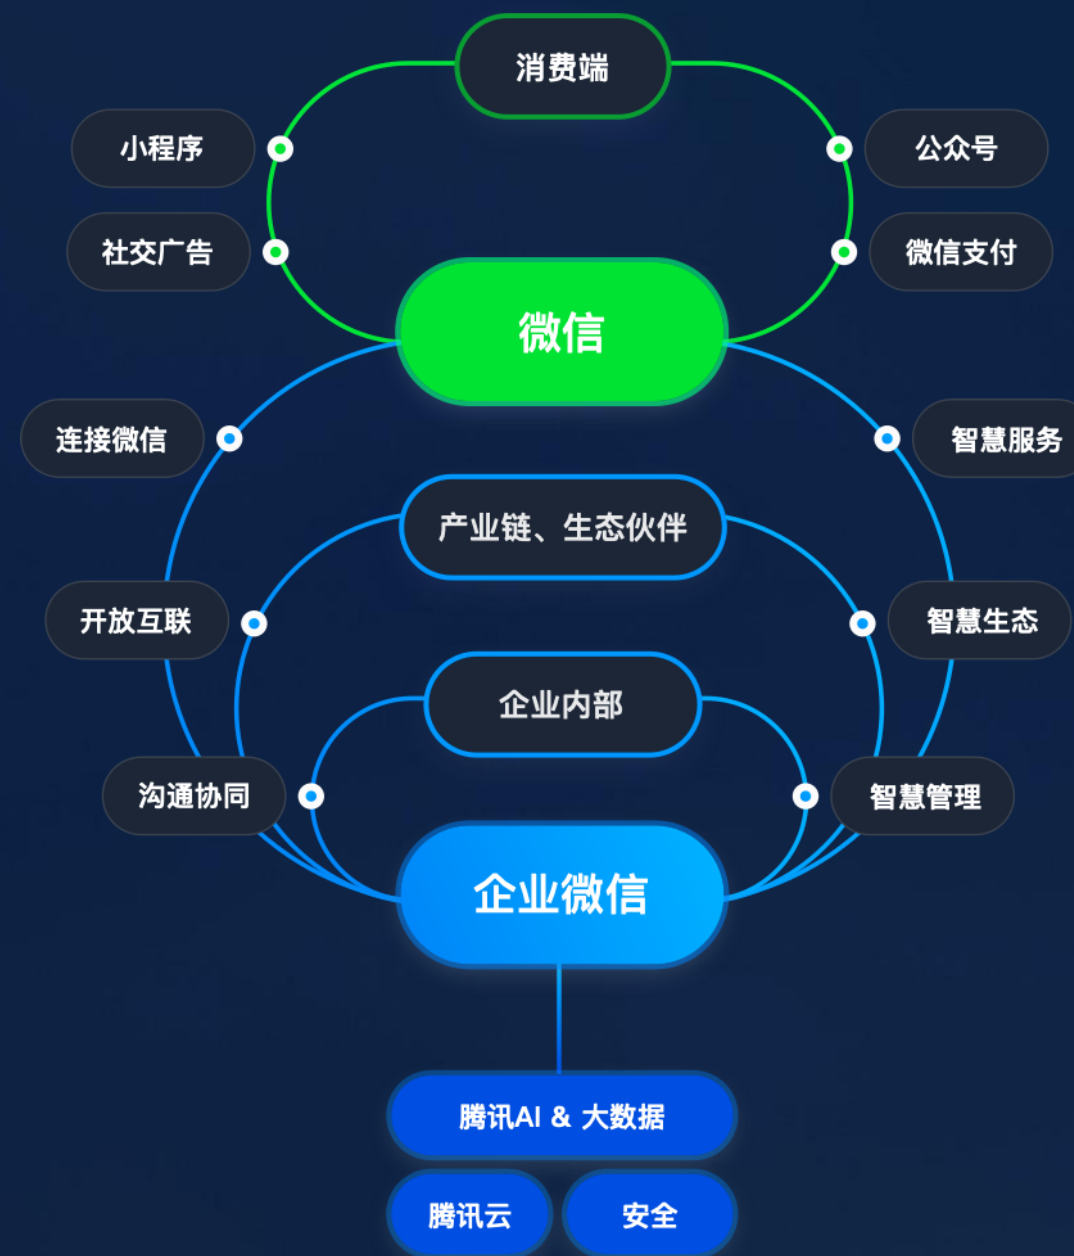 消费端
小程序
公众号
社交广告
微信支付
微信
连接微信
智慧服务
产业链、生态伙伴
开放互联
智慧生态
企业内部
沟通协同
智慧管理
企业微信
腾讯AI & 大数据
腾讯云
安全